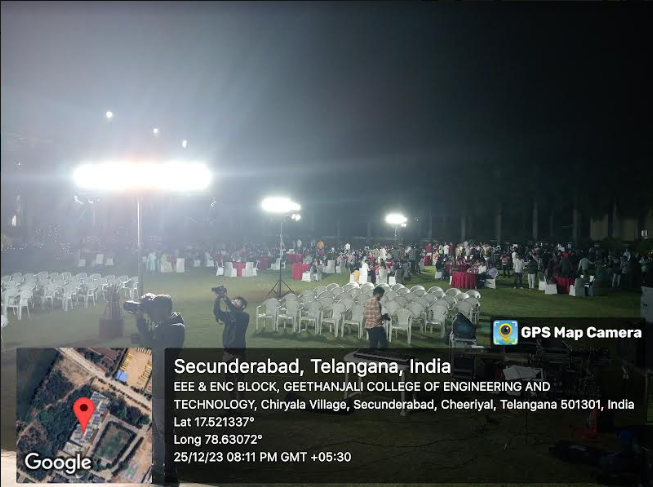 GPS Map Camera
Secunderabad, Telangana, India
EEE & ENC BLOCK, GEETHANJALI COLLEGE OF ENGINEERING AND
TECHNOLOGY, Chiryala Village, Secunderabad, Cheeriyal, Telangana 501301, India
Lat 17.521337°
Long 78.63072°
25/12/23 08:11 PM GMT +05:30
Google